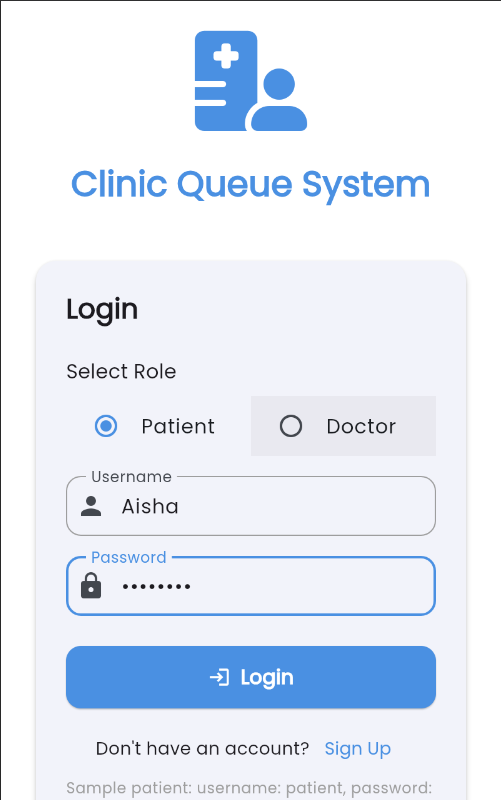 Clinic Queue System
Login
Select Role
Patient Doctor
Username
Aisha
Password
••••••••
Login
Don't have an account? Sign Up
Sample patient: username: patient, password: